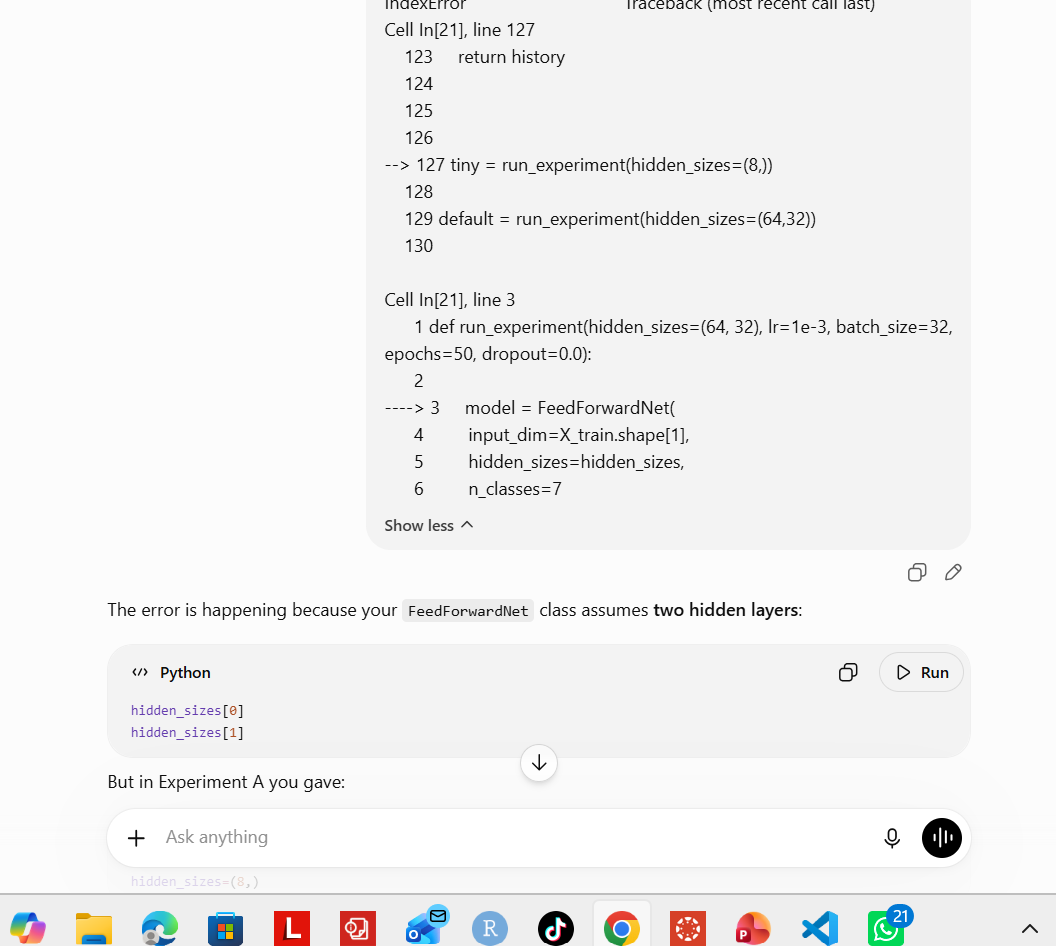 IndexError Traceback (most recent call last)
Cell In[21], line 127
123 return history
124
125
126
--> 127 tiny = run_experiment(hidden_sizes=(8,))
128
129 default = run_experiment(hidden_sizes=(64,32))
130
Cell In[21], line 3
1 def run_experiment(hidden_sizes=(64, 32), lr=1e-3, batch_size=32,
epochs=50, dropout=0.0):
2
----> 3 model = FeedForwardNet(
4 input_dim=X_train.shape[1],
5 hidden_sizes=hidden_sizes,
6 n_classes=7
Show less
The error is happening because your FeedForwardNet class assumes two hidden layers:
Python Run
hidden_sizes[0]
hidden_sizes[1]
But in Experiment A you gave:
Ask anything
hidden_sizes=(8,)
L
O
R
P
21